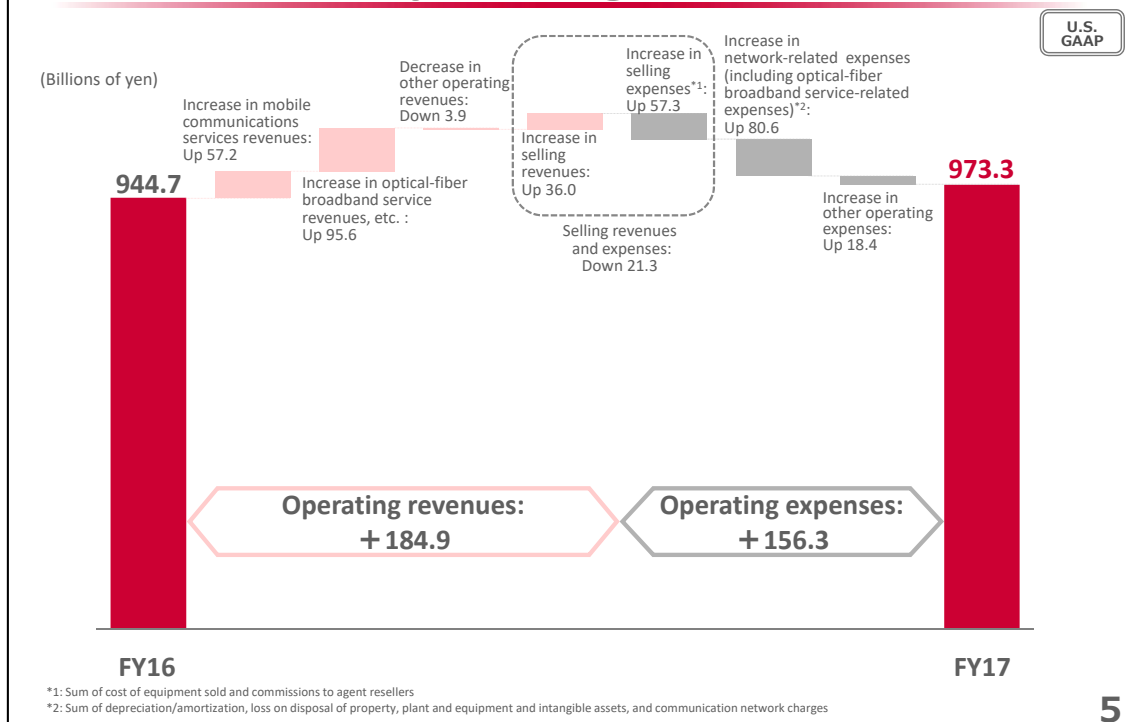 U.S.
GAAP
(Billions of yen)
Increase in mobile
communications
services revenues:
Up 57.2
Increase in optical-fiber
broadband service
revenues, etc. :
Up 95.6
Decrease in
other operating
revenues:
Down 3.9
Increase in
selling
revenues:
Up 36.0
Increase in
selling
expenses*1:
Up 57.3
Selling revenues
and expenses:
Down 21.3
Increase in
network-related expenses
(including optical-fiber
broadband service-related
expenses)*2:
Up 80.6
Increase in
other operating
expenses:
Up 18.4
944.7
973.3
Operating revenues:
+184.9
Operating expenses:
+156.3
FY16
FY17
*1: Sum of cost of equipment sold and commissions to agent resellers
*2: Sum of depreciation/amortization, loss on disposal of property, plant and equipment and intangible assets, and communication network charges
5